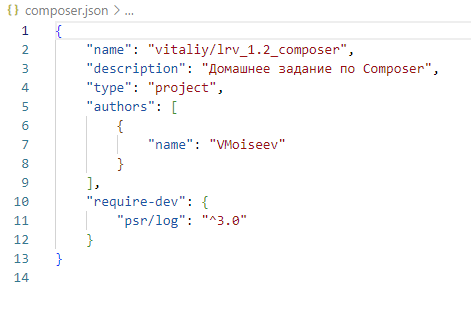 {} composer.json > ...
1 {
2 "name": "vitaliy/lrv_1.2_composer",
3 "description": "Домашнее задание по Composer",
4 "type": "project",
5 "authors": [
6 {
7 "name": "VMoiseev"
8 }
9 ],
10 "require-dev": {
11 "psr/log": "^3.0"
12 }
13 }
14